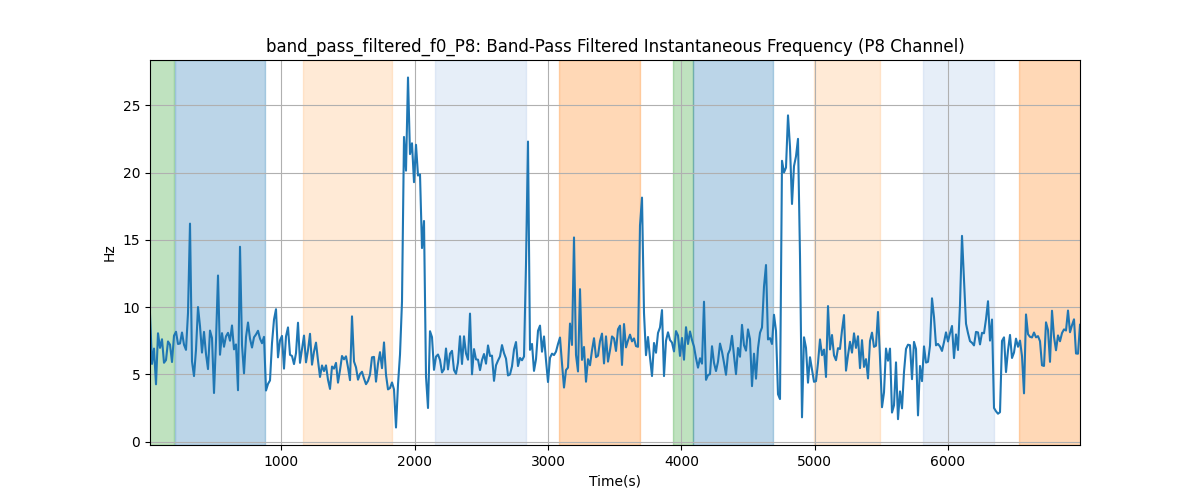 band_pass_filtered_f0_P8: Band-Pass Filtered Instantaneous Frequency (P8 Channel)
25
20
15
10
5
0
Hz
1000 2000 3000 4000 5000 6000
Time(s)